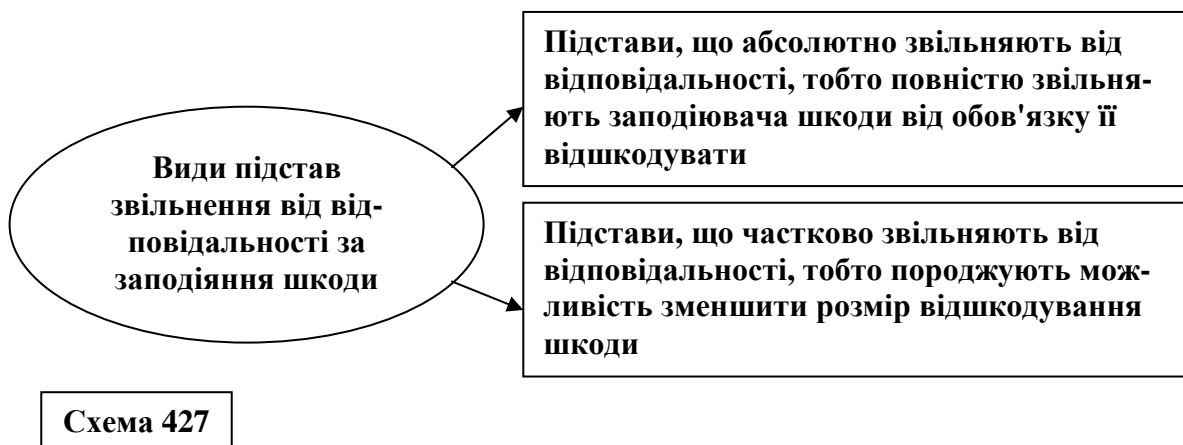 Види підстав
звільнення від від-
повідальності за
заподіяння шкоди
Підстави, що абсолютно звільняють від
відповідальності, тобто повністю звільня-
ють заподіювача шкоди від обов'язку її
відшкодувати
Підстави, що частково звільняють від
відповідальності, тобто породжують мож-
ливість зменшити розмір відшкодування
шкоди
Схема 427